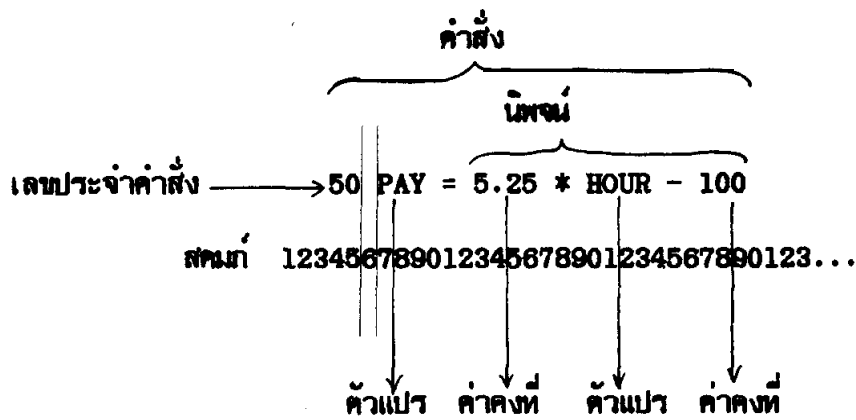 คำสั่ง
นิพจน์
เลขประจำคำสั่ง 50 PAY = 5.25 * HOUR - 100
สดมภ์ 123456789012345678901234567890123...
ตัวแปร ค่าคงที่ ตัวแปร ค่าคงที่